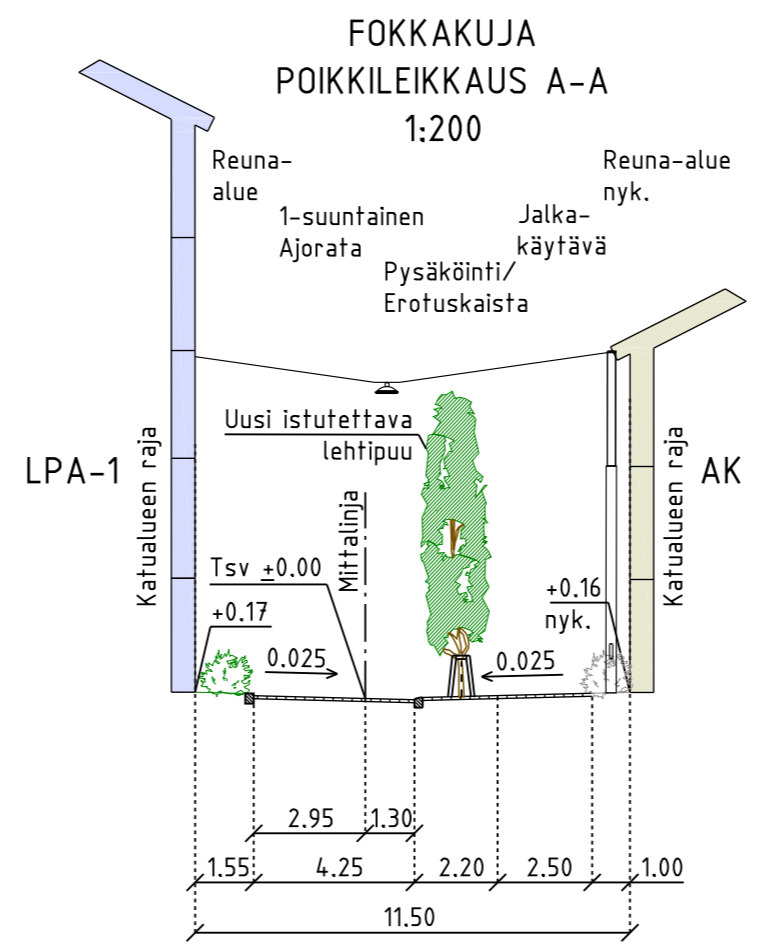 FOKKAKUJA
POIKKILEIKKAUS A-A
1:200
Reuna-
alue
1-suuntainen
Ajorata
Pysäköinti/
Erotuskaista
Jalka-
käytävä
Reuna-alue
nyk.
Uusi istutettava
lehtipuu
LPA-1
Katualueen raja
Mittalinja
Katualueen raja
AK
Tsv ±0.00
+0.17
0.025
0.025
+0.16
nyk.
2.95
1.30
1.55
4.25
2.20
2.50
1.00
11.50